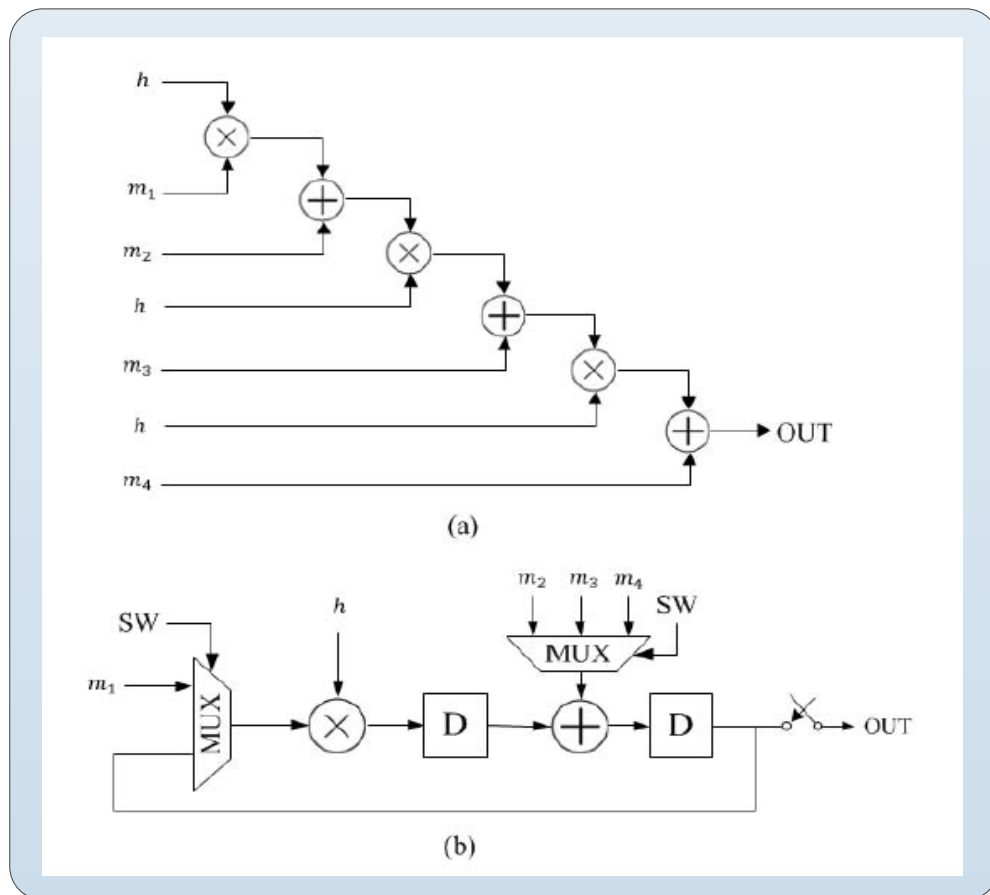 h
m₁
m₂
h
m₃
h
OUT
m₄
(a)
m₂ m₃ m₄
SW h SW
MUX
m₁
MUX D D OUT
(b)